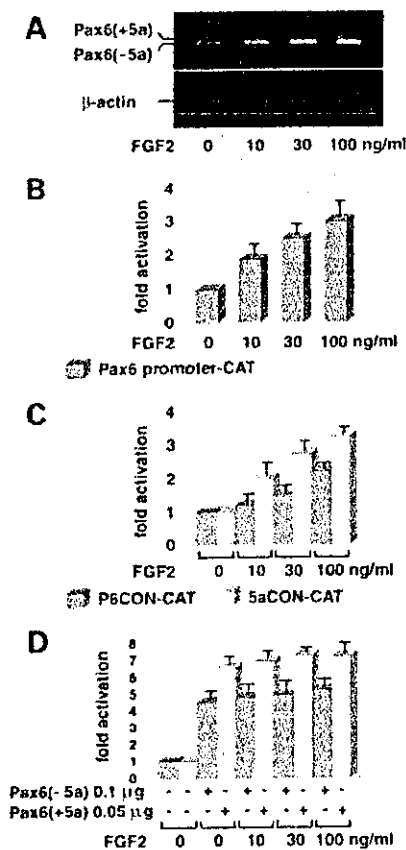 A
Pax6(+5a)
Pax6(−5a)
β-actin
FGF2 0 10 30 100 ng/ml
B
fold activation
4
3
2
1
0
FGF2 0 10 30 100 ng/ml
Pax6 promoter-CAT
C
fold activation
4
3
2
1
0
FGF2 0 10 30 100 ng/ml
P6CON-CAT 5aCON-CAT
D
fold activation
8
7
6
5
4
3
2
1
0
Pax6(−5a) 0.1 μg - - + - + - + - + -
Pax6(+5a) 0.05 μg - - - + - + - + - +
FGF2 0 0 10 30 100 ng/ml